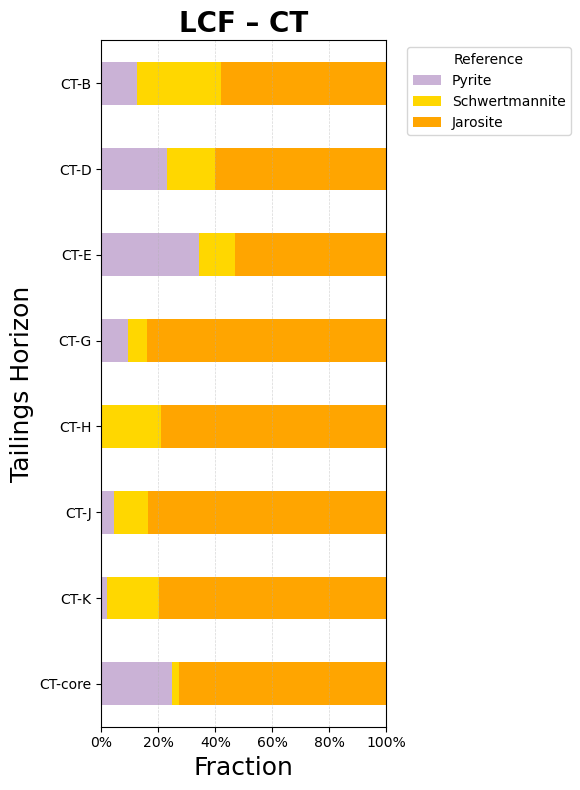 LCF – CT
Reference
Pyrite
Schwertmannite
Jarosite
Tailings Horizon
CT-B
CT-D
CT-E
CT-G
CT-H
CT-J
CT-K
CT-core
0% 20% 40% 60% 80% 100%
Fraction